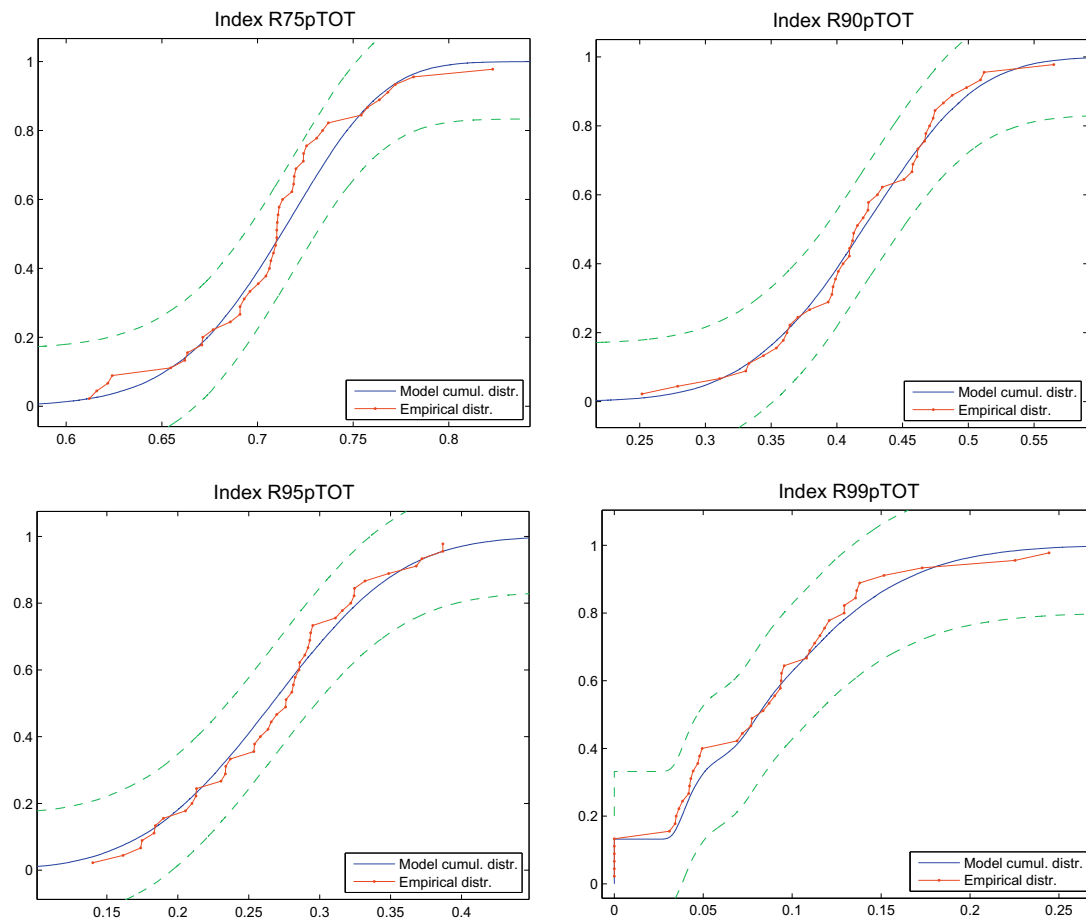 Index R75pTOT
1
0.8
0.6
0.4
0.2
0
0.6 0.65 0.7 0.75 0.8
Model cumul. distr.
Empirical distr.
Index R90pTOT
1
0.8
0.6
0.4
0.2
0
0.25 0.3 0.35 0.4 0.45 0.5 0.55
Model cumul. distr.
Empirical distr.
Index R95pTOT
1
0.8
0.6
0.4
0.2
0
0.15 0.2 0.25 0.3 0.35 0.4
Model cumul. distr.
Empirical distr.
Index R99pTOT
1
0.8
0.6
0.4
0.2
0
0 0.05 0.1 0.15 0.2 0.25
Model cumul. distr.
Empirical distr.